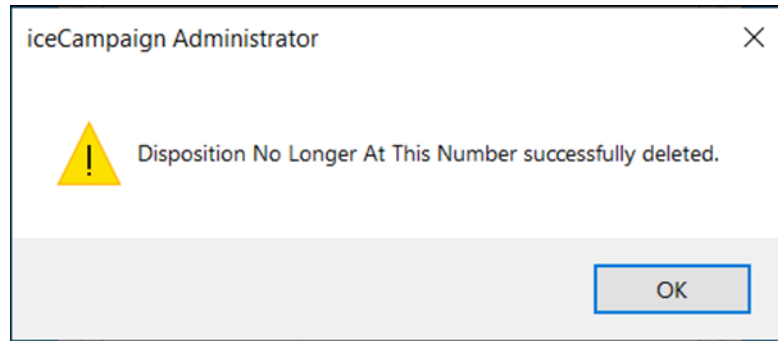 iceCampaign Administrator
Disposition No Longer At This Number successfully deleted.
OK